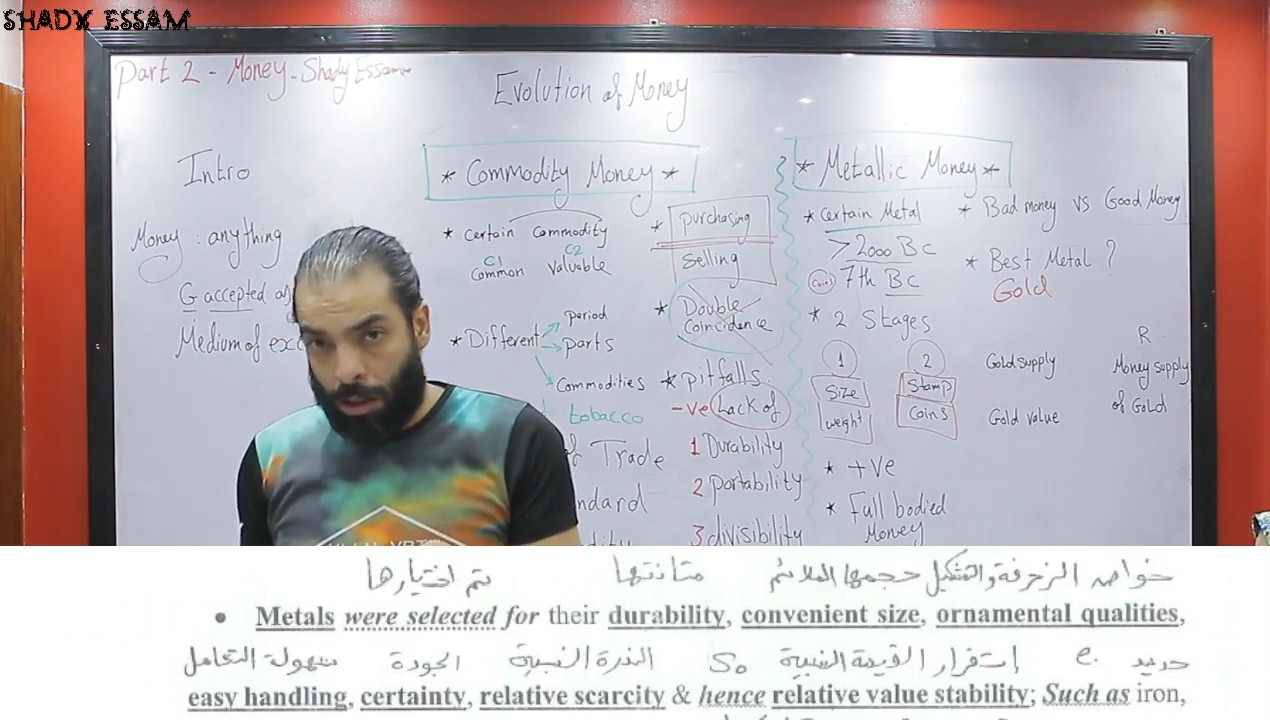 SHADY ESSAM
Part 2 - Money - Shady Essam
Evolution of Money
Intro
Money : anything
G accepted as
Medium of exc
* Commodity Money *
* Certain Commodity
C1 C2
Common Valuable
* Different
period
parts
Commodities
tobacco
of Trade
ndard
dity
* purchasing
Selling
* Double
Coincidence
* pitfalls:
-ve Lack of
1 Durability
2 portability
3 divisibility
* Metallic Money *
* Certain Metal
> 2000 BC
Coins 7th BC
* 2 Stages
1 2
Size Stamp
weight Coins
* +ve
* Full bodied
Money
* Bad money vs Good Money
* Best Metal ?
Gold
Gold supply
Gold value
R
Money supply
of Gold
خواص الزخرفة والتشكيل حجمها الملائم متانتها تم اختيارها
• Metals were selected for their durability, convenient size, ornamental qualities,
حديد e. استقرار القيمة النسبية So الندرة النسبية الجودة سهولة التعامل
easy handling, certainty, relative scarcity & hence relative value stability; Such as iron,